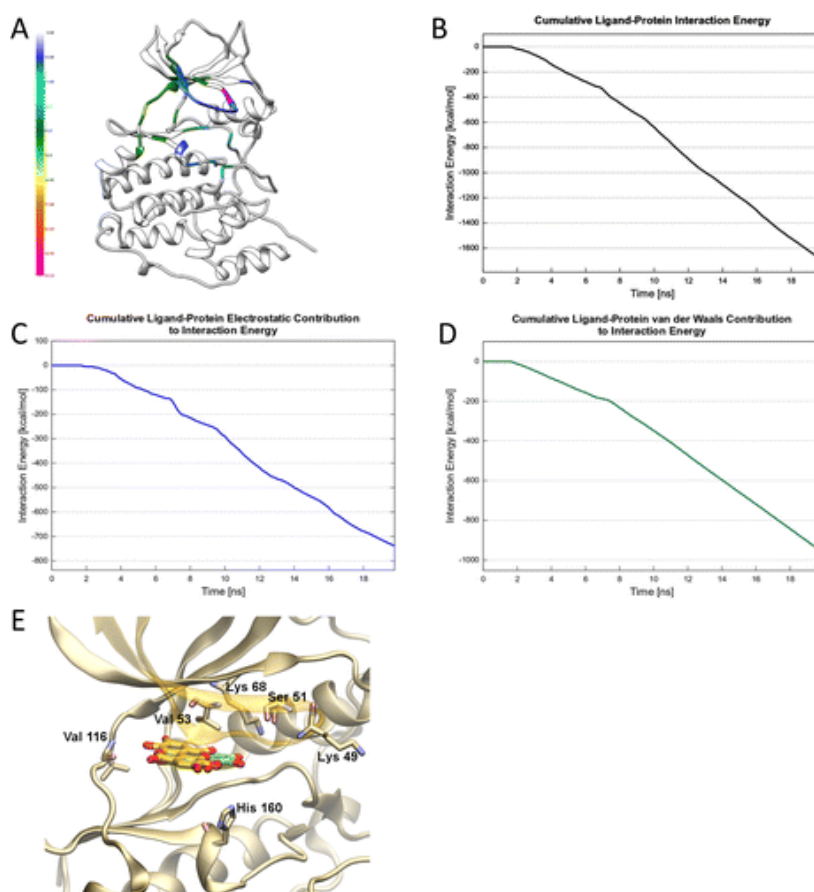 A
B
Cumulative Ligand-Protein Interaction Energy
Interaction Energy [kcal/mol]
0
-200
-400
-600
-800
-1000
-1200
-1400
-1600
0 2 4 6 8 10 12 14 16 18
Time [ns]
C
Cumulative Ligand-Protein Electrostatic Contribution
to Interaction Energy
Interaction Energy [kcal/mol]
100
0
-100
-200
-300
-400
-500
-600
-700
-800
0 2 4 6 8 10 12 14 16 18
Time [ns]
D
Cumulative Ligand-Protein van der Waals Contribution
to Interaction Energy
Interaction Energy [kcal/mol]
0
-200
-400
-600
-800
-1000
0 2 4 6 8 10 12 14 16 18
Time [ns]
E
Lys 68
Ser 51
Val 53
Val 116
Lys 49
His 160